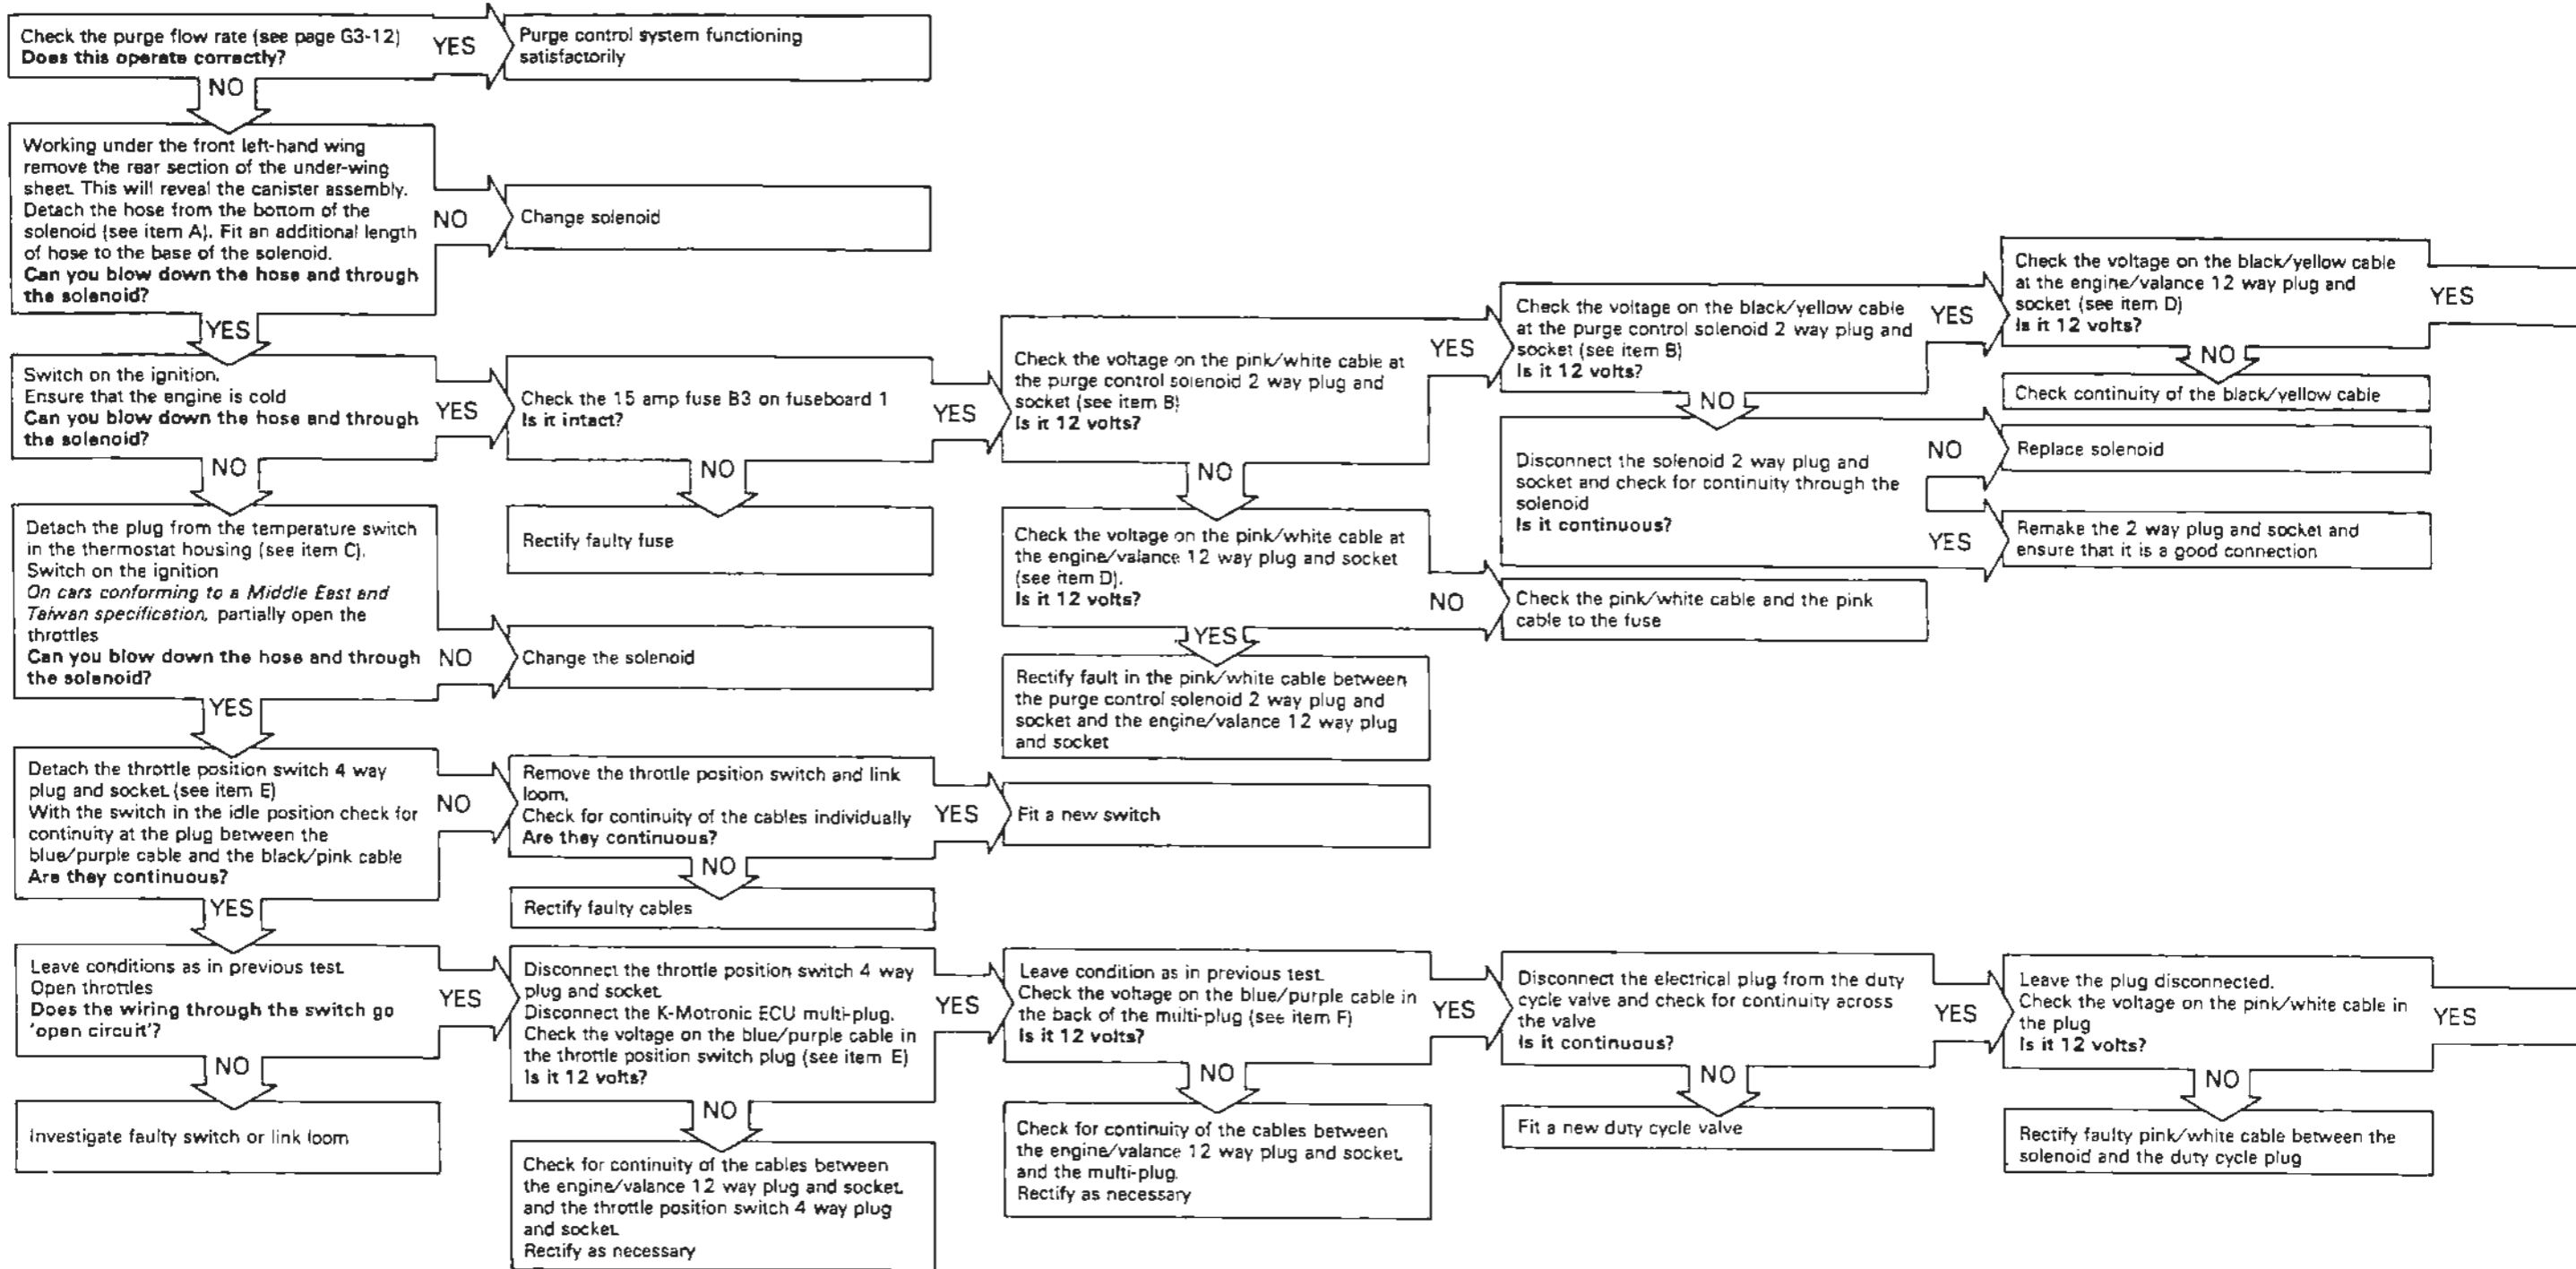 Check the purge flow rate (see page G3-12)
Does this operate correctly?
YES
Purge control system functioning
satisfactorily
NO
Working under the front left-hand wing
remove the rear section of the under-wing
sheet. This will reveal the canister assembly.
Detach the hose from the bottom of the
solenoid (see item A). Fit an additional length
of hose to the base of the solenoid.
Can you blow down the hose and through
the solenoid?
NO
Change solenoid
YES
Switch on the ignition.
Ensure that the engine is cold
Can you blow down the hose and through
the solenoid?
YES
Check the 15 amp fuse B3 on fuseboard 1
Is it intact?
YES
Check the voltage on the pink/white cable at
the purge control solenoid 2 way plug and
socket (see item B)
Is it 12 volts?
YES
Check the voltage on the black/yellow cable
at the purge control solenoid 2 way plug and
socket (see item B)
Is it 12 volts?
YES
Check the voltage on the black/yellow cable
at the engine/valance 12 way plug and
socket (see item D)
Is it 12 volts?
YES
NO
Check continuity of the black/yellow cable
NO
Disconnect the solenoid 2 way plug and
socket and check for continuity through the
solenoid
Is it continuous?
NO
Replace solenoid
YES
Remake the 2 way plug and socket and
ensure that it is a good connection
NO
Rectify faulty fuse
NO
Check the voltage on the pink/white cable at
the engine/valance 12 way plug and socket
(see item D).
Is it 12 volts?
NO
Check the pink/white cable and the pink
cable to the fuse
YES
Rectify fault in the pink/white cable between
the purge control solenoid 2 way plug and
socket and the engine/valance 12 way plug
and socket
NO
Detach the plug from the temperature switch
in the thermostat housing (see item C).
Switch on the ignition
On cars conforming to a Middle East and
Taiwan specification, partially open the
throttles
Can you blow down the hose and through
the solenoid?
NO
Change the solenoid
YES
Detach the throttle position switch 4 way
plug and socket. (see item E)
With the switch in the idle position check for
continuity at the plug between the
blue/purple cable and the black/pink cable
Are they continuous?
NO
Remove the throttle position switch and link
loom.
Check for continuity of the cables individually
Are they continuous?
YES
Fit a new switch
NO
Rectify faulty cables
YES
Leave conditions as in previous test.
Open throttles
Does the wiring through the switch go
'open circuit'?
YES
Disconnect the throttle position switch 4 way
plug and socket.
Disconnect the K-Motronic ECU multi-plug.
Check the voltage on the blue/purple cable in
the throttle position switch plug (see item E)
Is it 12 volts?
YES
Leave condition as in previous test.
Check the voltage on the blue/purple cable in
the back of the multi-plug (see item F)
Is it 12 volts?
YES
Disconnect the electrical plug from the duty
cycle valve and check for continuity across
the valve
Is it continuous?
YES
Leave the plug disconnected.
Check the voltage on the pink/white cable in
the plug
Is it 12 volts?
YES
NO
Investigate faulty switch or link loom
NO
Check for continuity of the cables between
the engine/valance 12 way plug and socket.
and the throttle position switch 4 way plug
and socket.
Rectify as necessary
NO
Check for continuity of the cables between
the engine/valance 12 way plug and socket.
and the multi-plug.
Rectify as necessary
NO
Fit a new duty cycle valve
NO
Rectify faulty pink/white cable between the
solenoid and the duty cycle plug